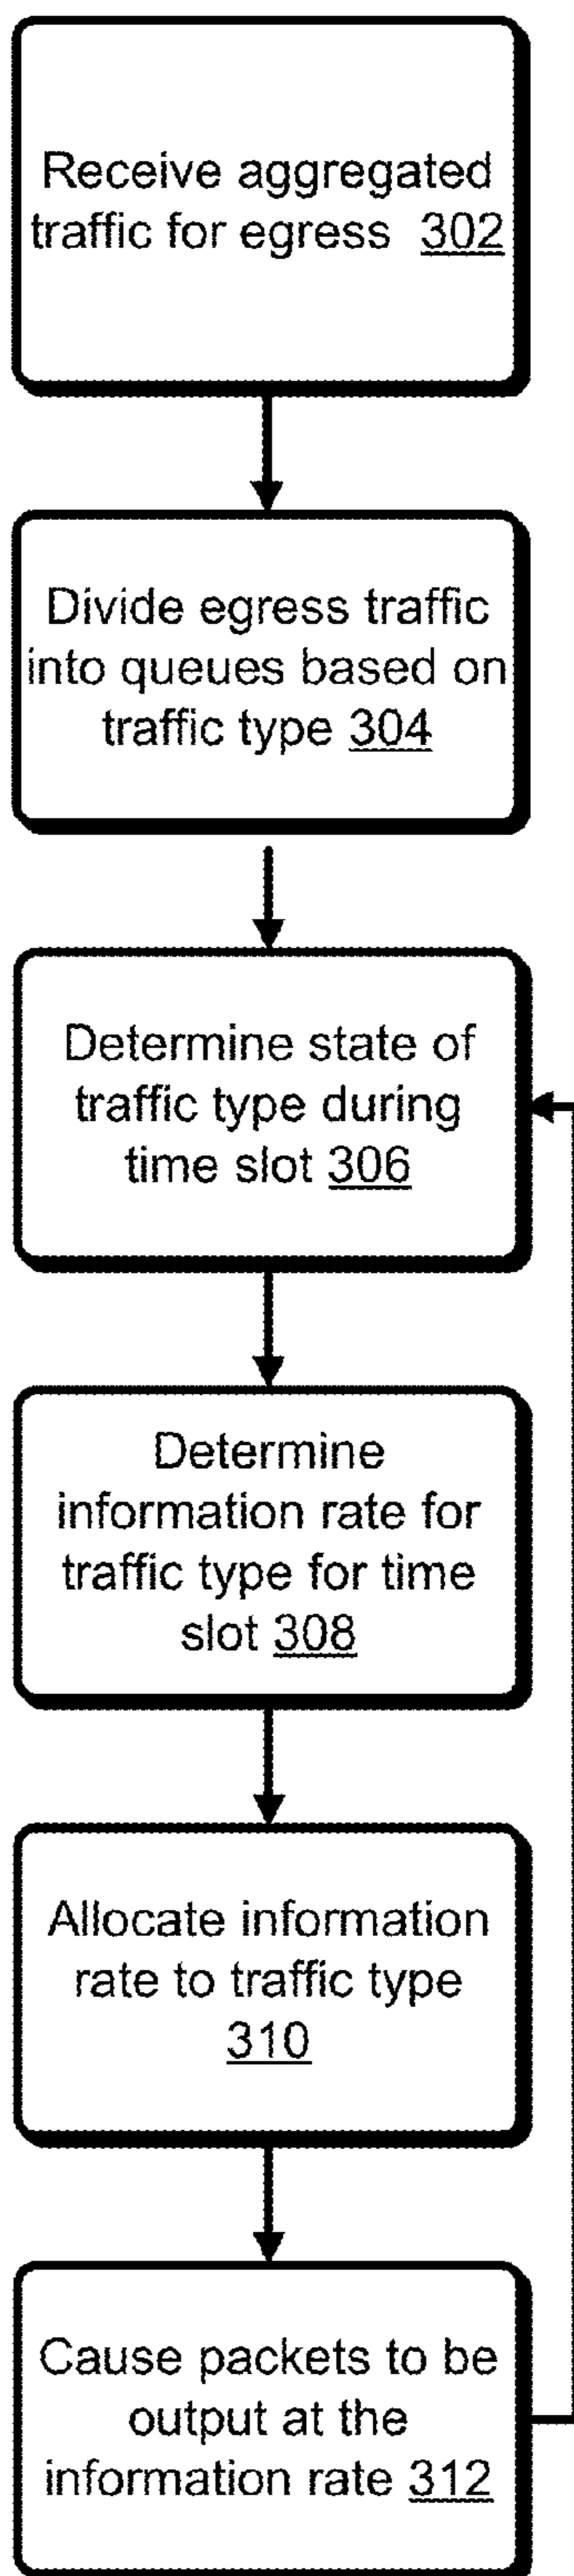 Receive aggregated
traffic for egress 302
Divide egress traffic
into queues based on
traffic type 304
Determine state of
traffic type during
time slot 306
Determine
information rate for
traffic type for time
slot 308
Allocate information
rate to traffic type
310
Cause packets to be
output at the
information rate 312